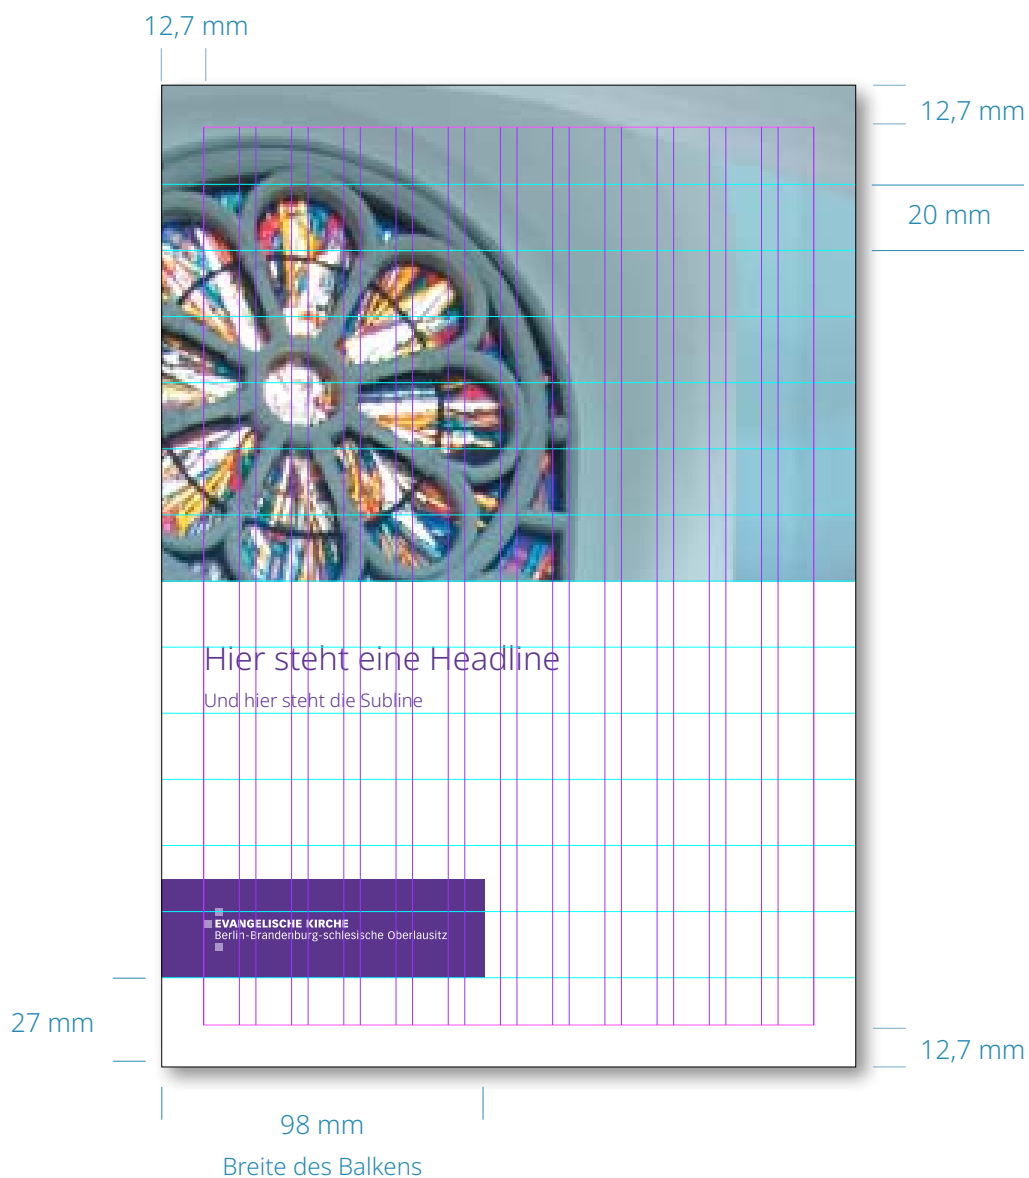 12,7 mm
12,7 mm
20 mm
Hier steht eine Headline
Und hier steht die Subline
EVANGELISCHE KIRCHE
Berlin-Brandenburg-schlesische Oberlausitz
27 mm
12,7 mm
98 mm
Breite des Balkens